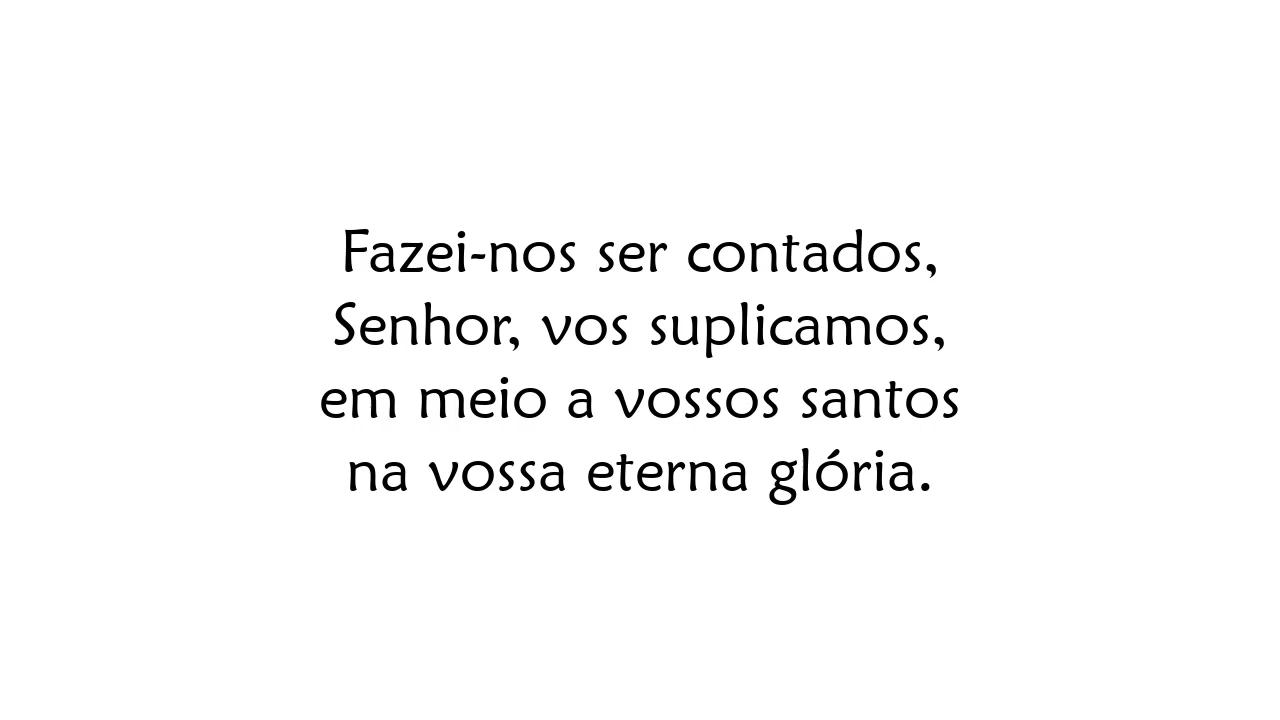 Fazei-nos ser contados,
Senhor, vos suplicamos,
em meio a vossos santos
na vossa eterna glória.